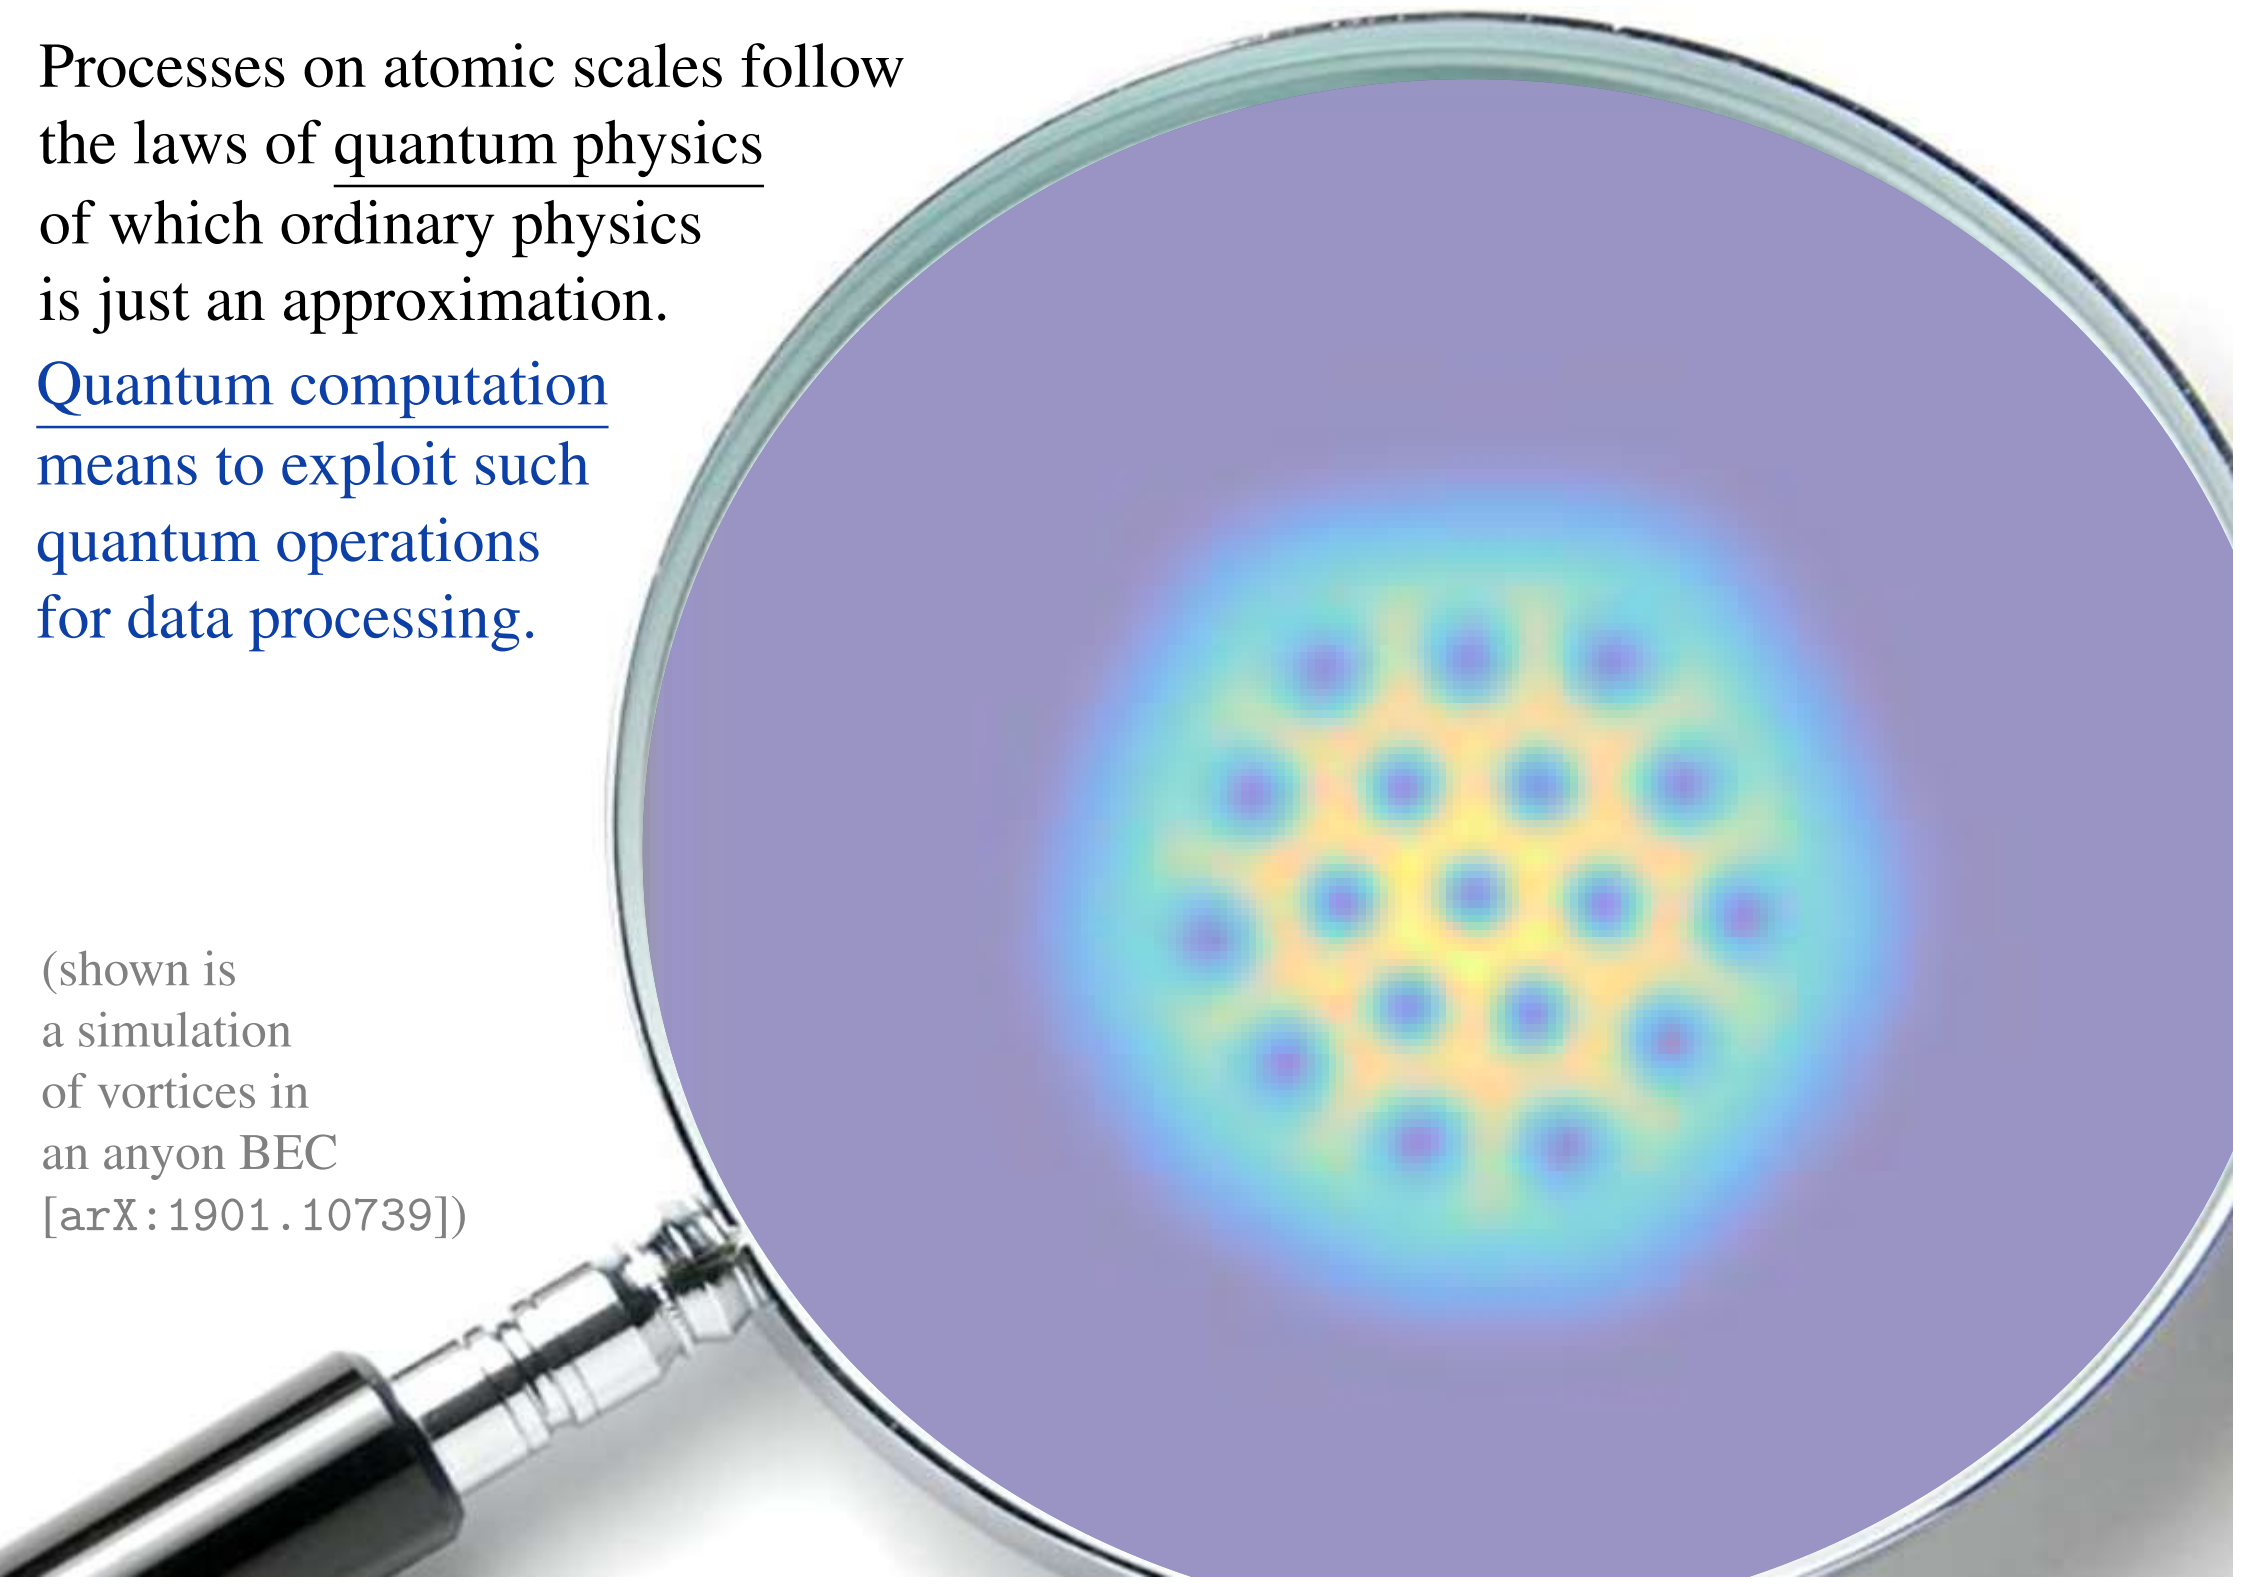 Processes on atomic scales follow
the laws of quantum physics
of which ordinary physics
is just an approximation.
Quantum computation
means to exploit such
quantum operations
for data processing.
(shown is
a simulation
of vortices in
an anyon BEC
[arX:1901.10739])